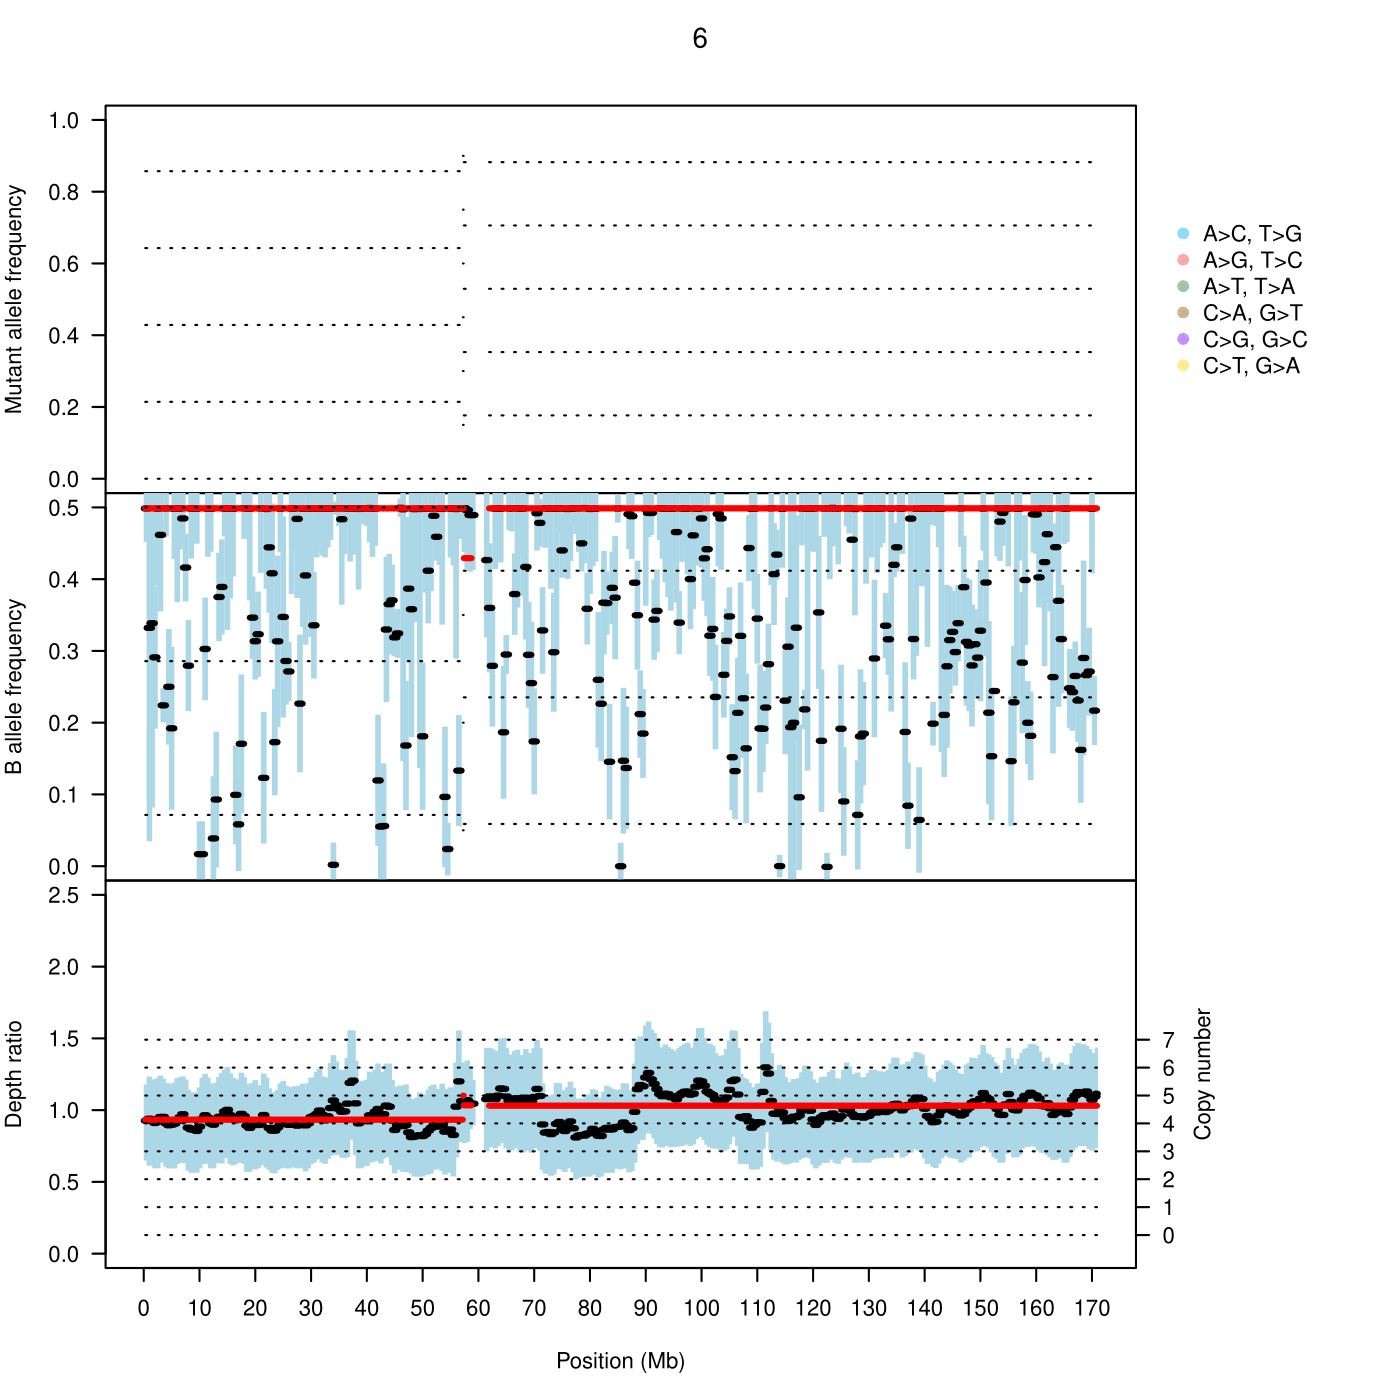 6
Mutant allele frequency
1.0
0.8
0.6
0.4
0.2
0.0
A>C, T>G
A>G, T>C
A>T, T>A
C>A, G>T
C>G, G>C
C>T, G>A
B allele frequency
0.5
0.4
0.3
0.2
0.1
0.0
Depth ratio
2.5
2.0
1.5
1.0
0.5
0.0
7
6
5
4
3
2
1
0
Copy number
0 10 20 30 40 50 60 70 80 90 100 110 120 130 140 150 160 170
Position (Mb)